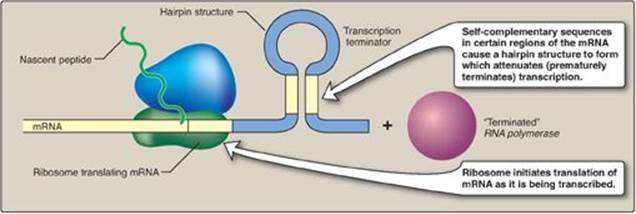 Hairpin structure
Transcription
terminator
Nascent peptide
Self-complementary sequences
in certain regions of the mRNA
cause a hairpin structure to form
which attenuates (prematurely
terminates) transcription.
mRNA
+
"Terminated"
RNA polymerase
Ribosome translating mRNA
Ribosome initiates translation of
mRNA as it is being transcribed.